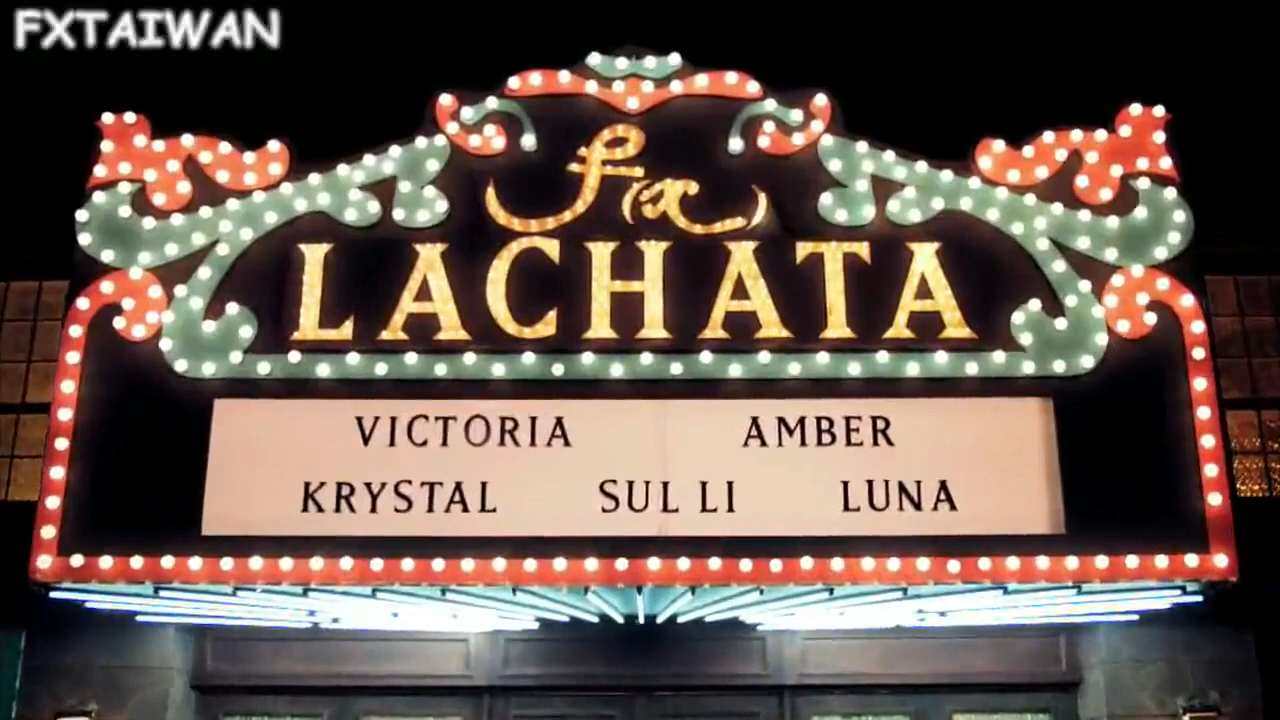 FXTAIWAN
f(x)
LACHATA
VICTORIA AMBER
KRYSTAL SUL LI LUNA